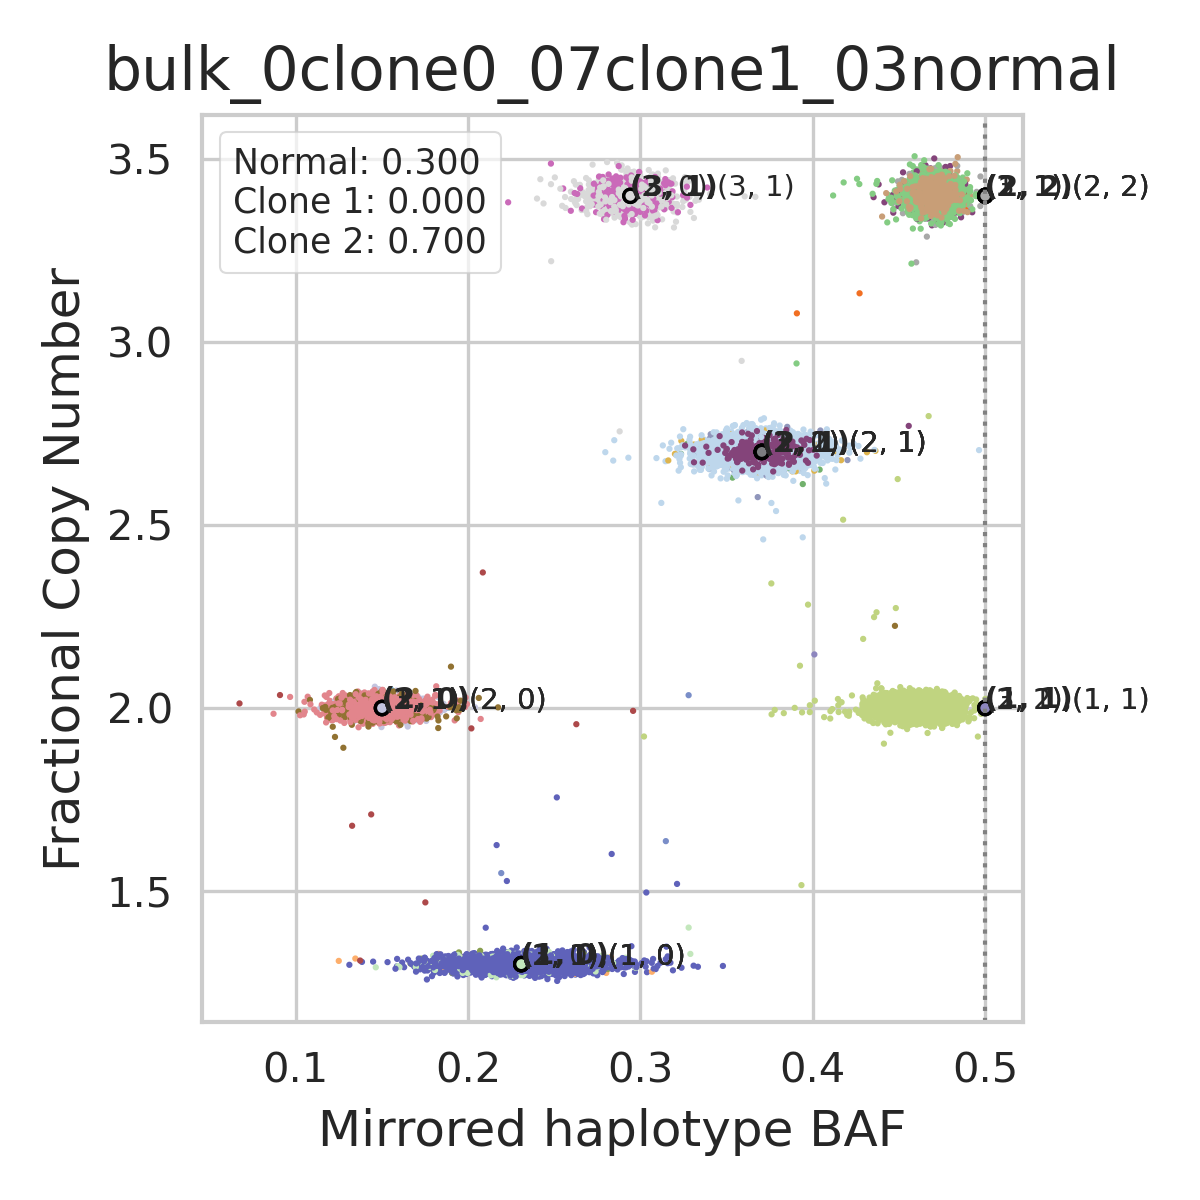 bulk_0clone0_07clone1_03normal
Normal: 0.300
Clone 1: 0.000
Clone 2: 0.700
(3, 1)
(2, 2)
(2, 1)
(2, 0)
(1, 1)
(1, 0)
3.5
3.0
2.5
2.0
1.5
Fractional Copy Number
0.1 0.2 0.3 0.4 0.5
Mirrored haplotype BAF